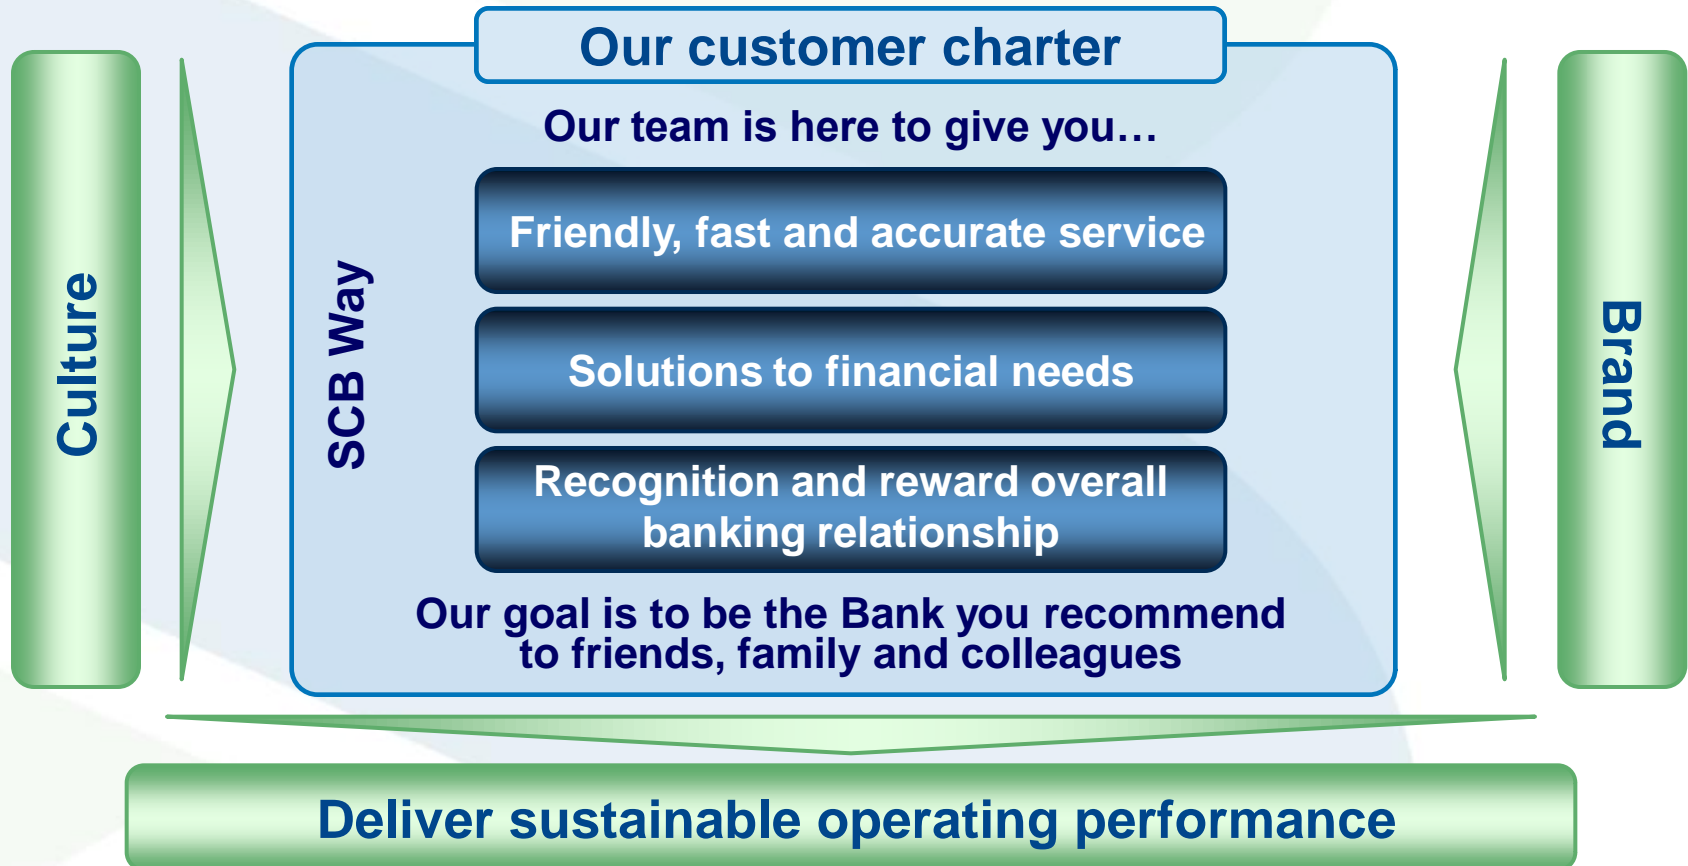 Our customer charter
Our team is here to give you…
Culture
SCB Way
Friendly, fast and accurate service
Solutions to financial needs
Recognition and reward overall
banking relationship
Brand
Our goal is to be the Bank you recommend
to friends, family and colleagues
Deliver sustainable operating performance